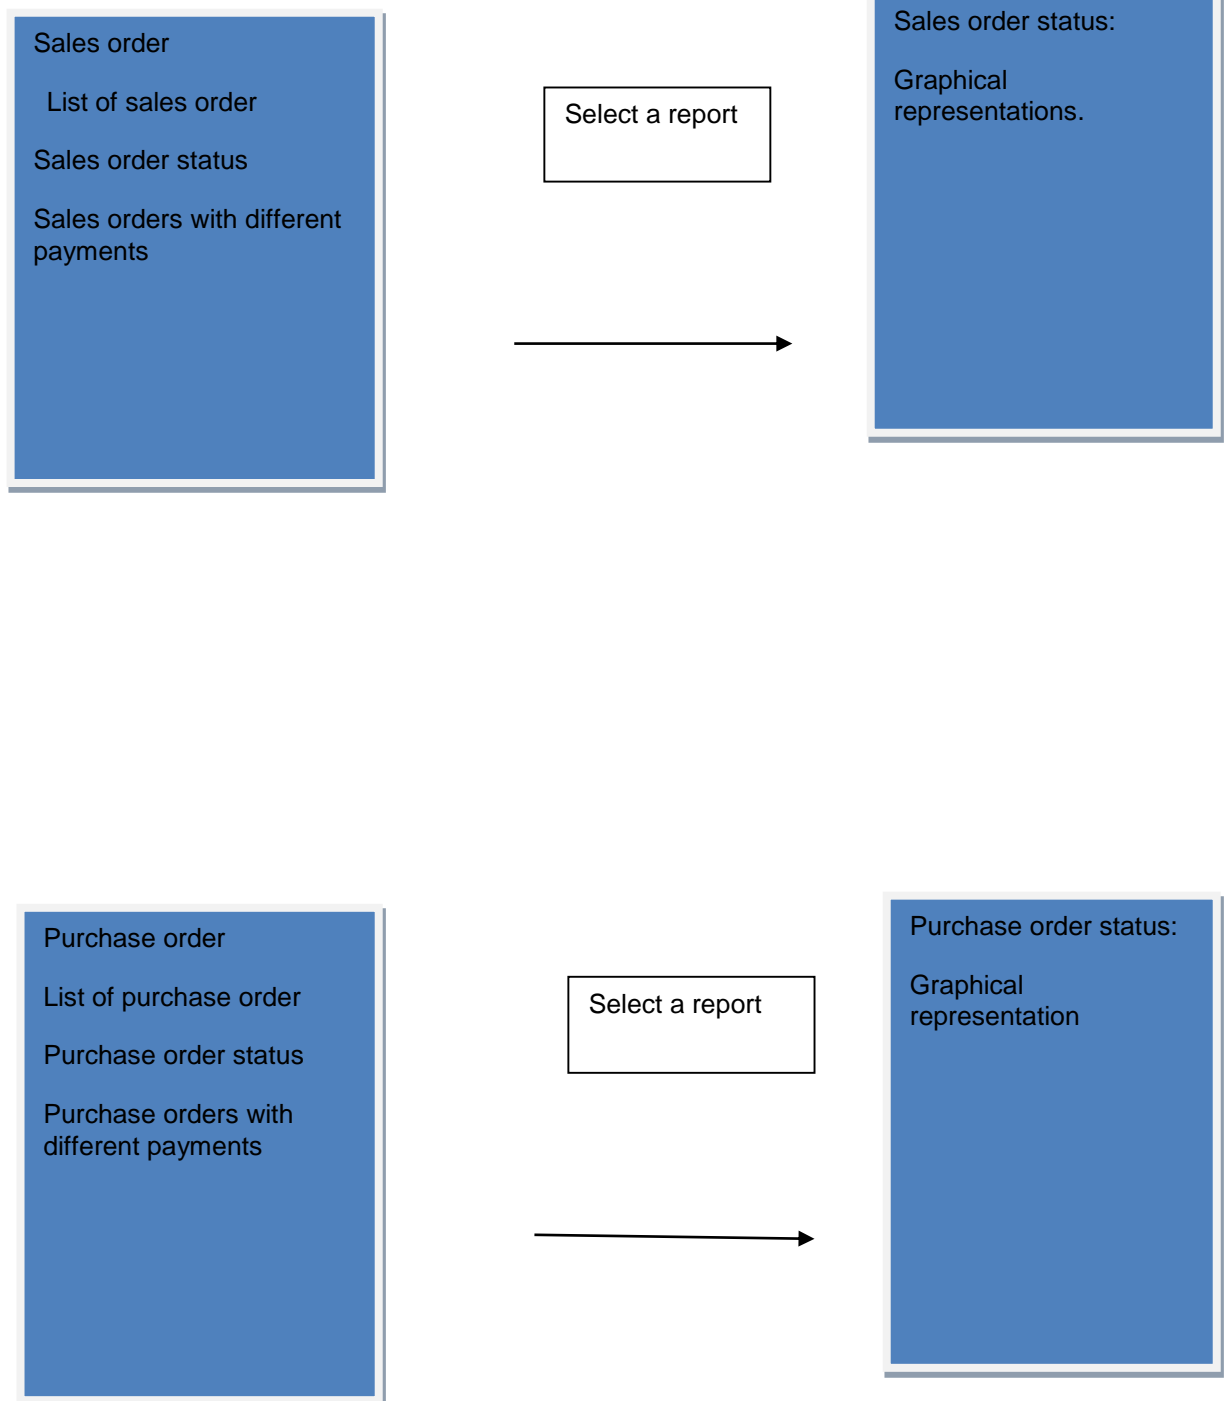 Sales order
List of sales order
Sales order status
Sales orders with different
payments
Select a report
Sales order status:
Graphical
representations.
Purchase order
List of purchase order
Purchase order status
Purchase orders with
different payments
Select a report
Purchase order status:
Graphical
representation